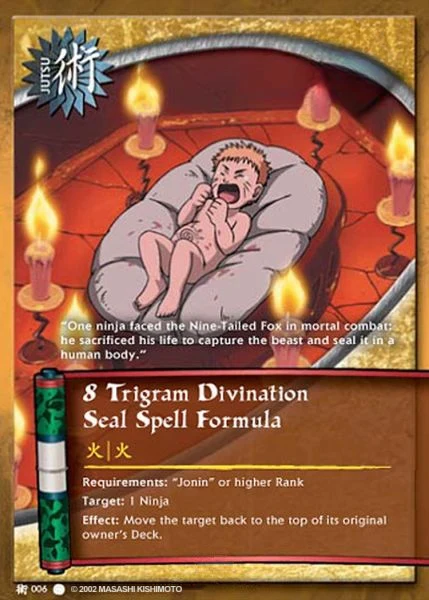 JUTSU 術
"One ninja faced the Nine-Tailed Fox in mortal combat:
he sacrificed his life to capture the beast and seal it in a
human body."
8 Trigram Divination
Seal Spell Formula
火|火
Requirements: "Jonin" or higher Rank
Target: 1 Ninja
Effect: Move the target back to the top of its original
owner's Deck.
術 006 © 2002 MASASHI KISHIMOTO